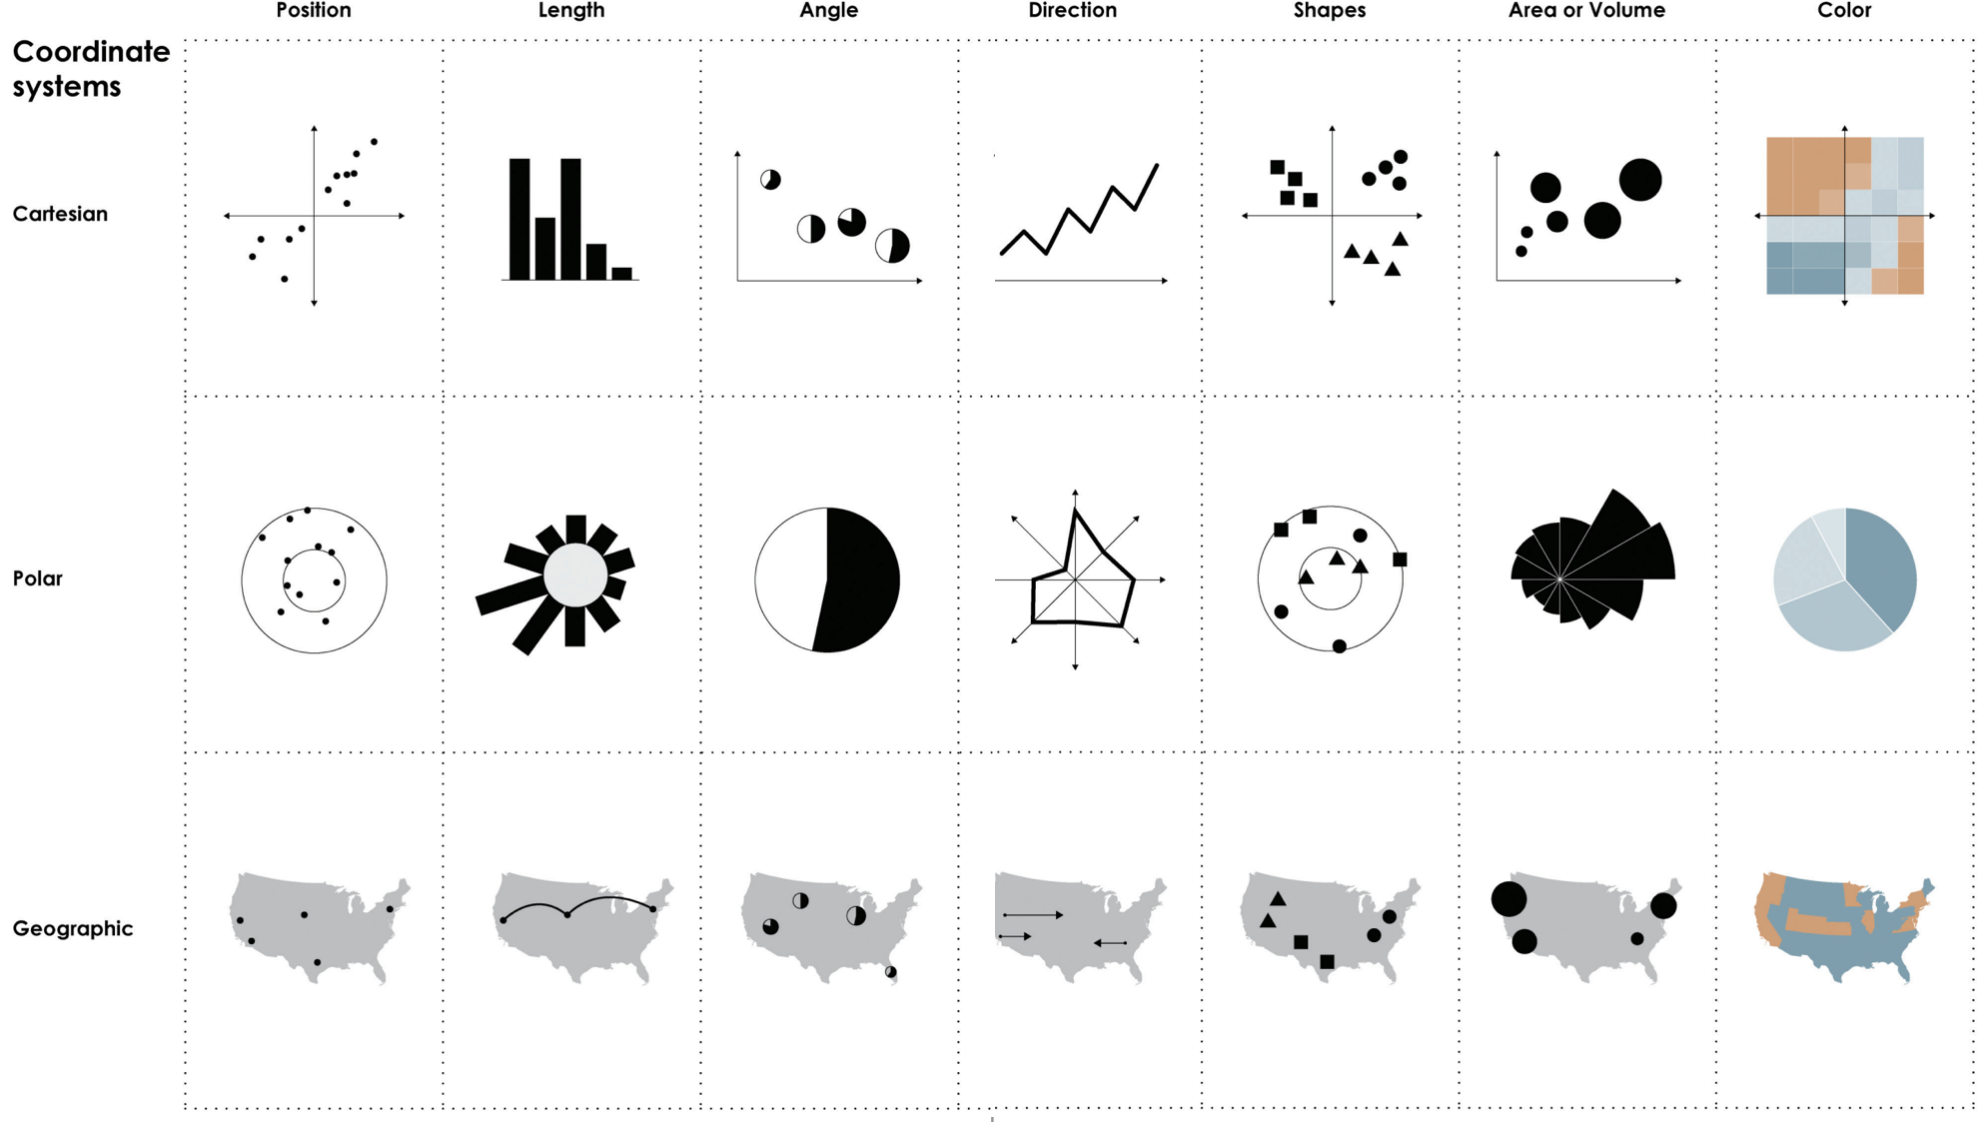 Position Length Angle Direction Shapes Area or Volume Color
Coordinate
systems
Cartesian
Polar
Geographic